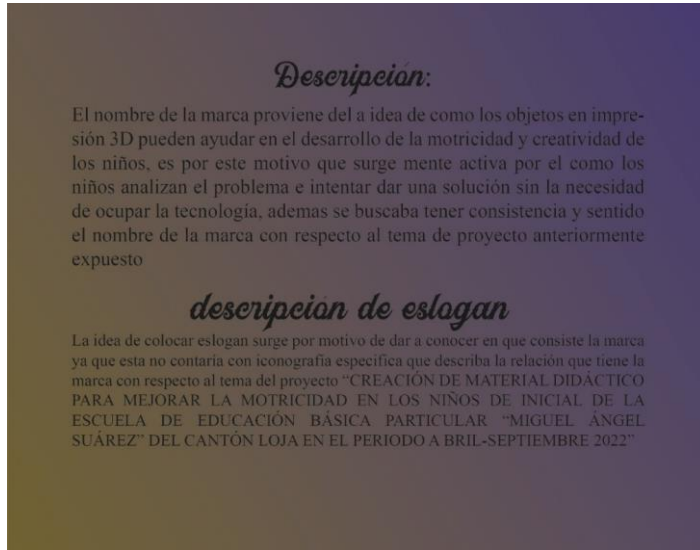 Descripción:
El nombre de la marca proviene del a idea de como los objetos en impre-
sión 3D pueden ayudar en el desarrollo de la motricidad y creatividad de
los niños, es por este motivo que surge mente activa por el como los
niños analizan el problema e intentar dar una solución sin la necesidad
de ocupar la tecnología, ademas se buscaba tener consistencia y sentido
el nombre de la marca con respecto al tema de proyecto anteriormente
expuesto
descripción de eslogan
La idea de colocar eslogan surge por motivo de dar a conocer en que consiste la marca
ya que esta no contaría con iconografía especifica que describa la relación que tiene la
marca con respecto al tema del proyecto “CREACIÓN DE MATERIAL DIDÁCTICO
PARA MEJORAR LA MOTRICIDAD EN LOS NIÑOS DE INICIAL DE LA
ESCUELA DE EDUCACIÓN BÁSICA PARTICULAR “MIGUEL ÁNGEL
SUÁREZ” DEL CANTÓN LOJA EN EL PERIODO A BRIL-SEPTIEMBRE 2022”